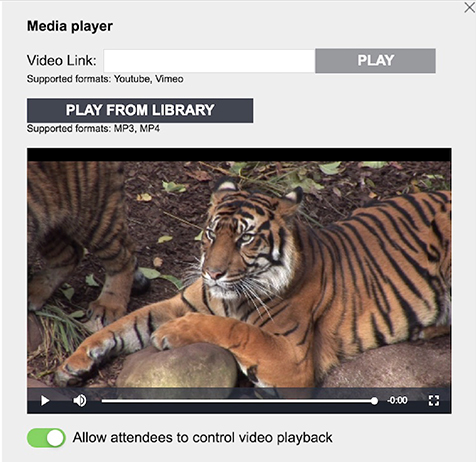 Media player
Video Link:
PLAY
Supported formats: Youtube, Vimeo
PLAY FROM LIBRARY
Supported formats: MP3, MP4
-0:00
Allow attendees to control video playback